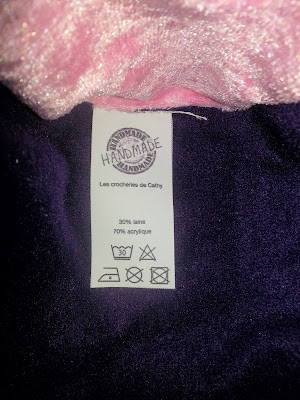 HANDMADE
HANDMADE
HANDMADE
Les crocheries de Cathy
30% laine
70% acrylique
30